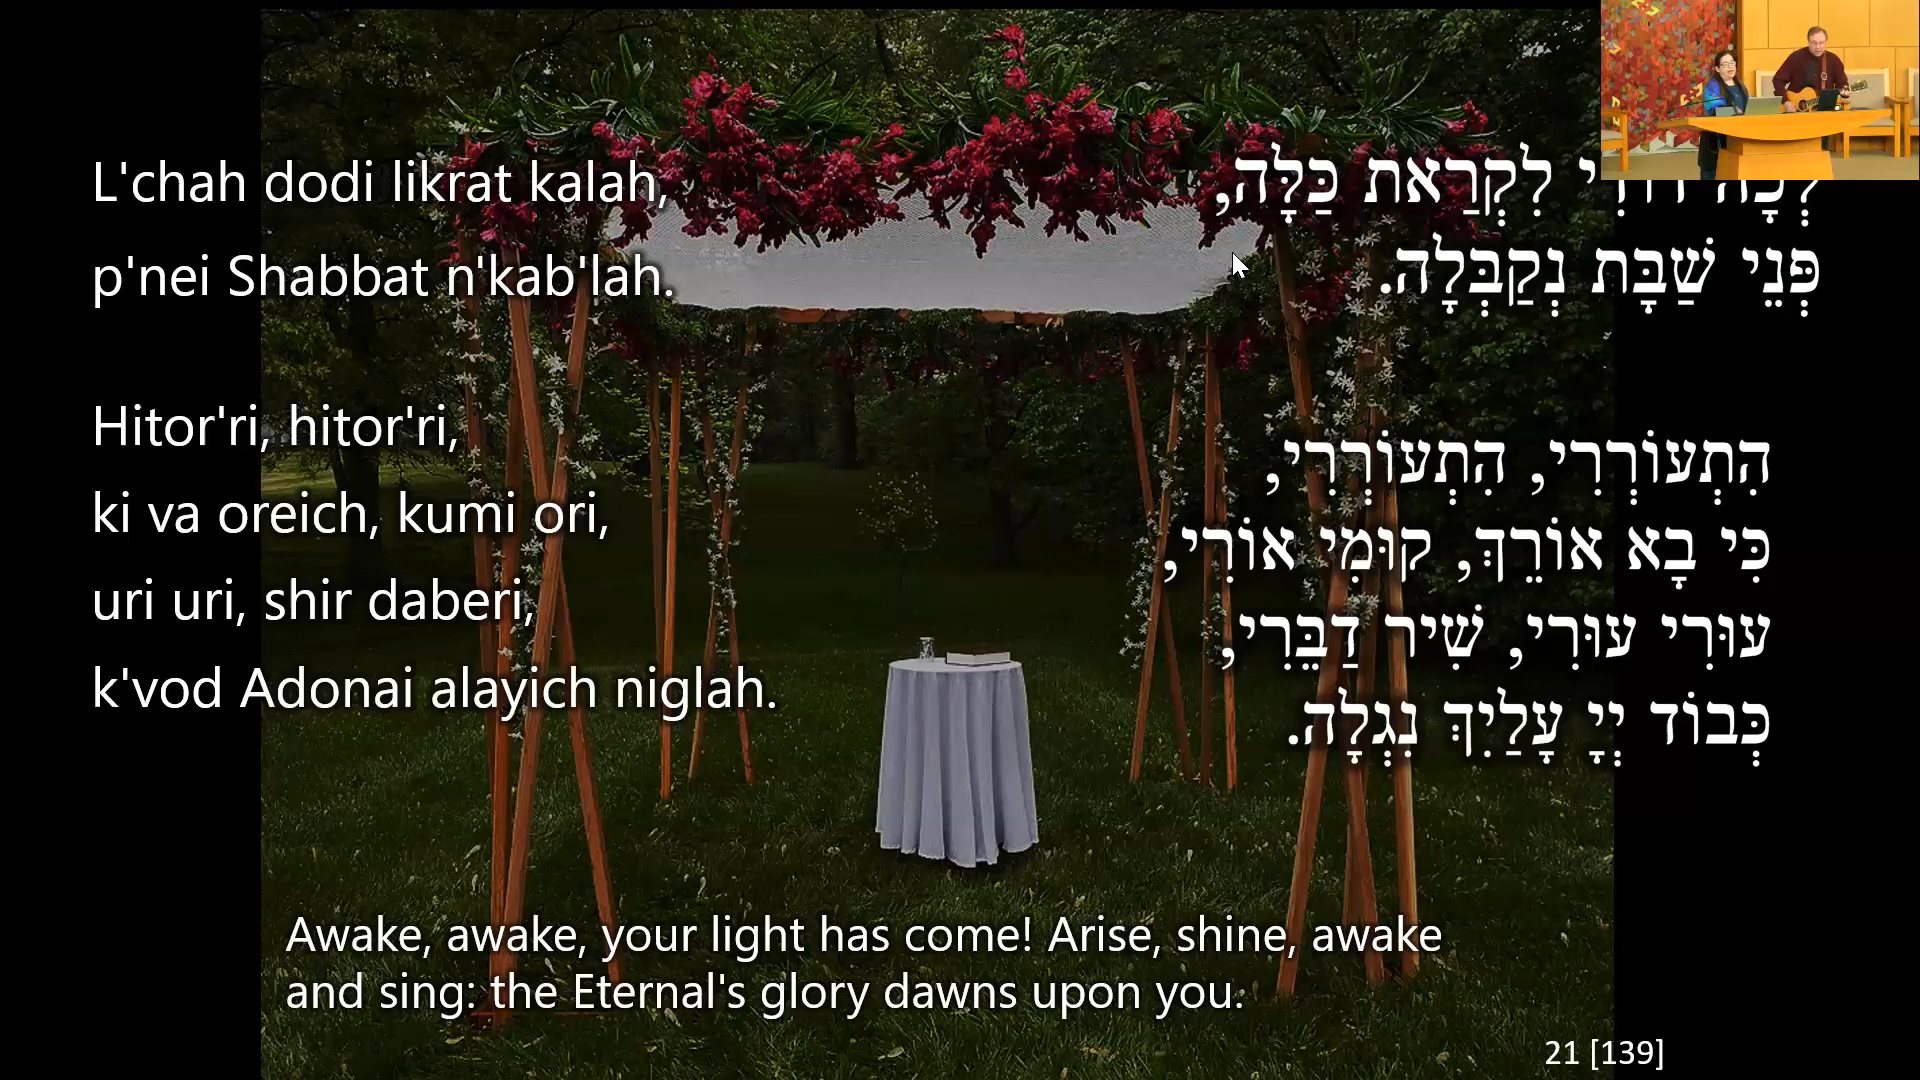 L'chah dodi likrat kalah,
p'nei Shabbat n'kab'lah.
Hitor'ri, hitor'ri,
ki va oreich, kumi ori,
uri uri, shir daberi,
k'vod Adonai alayich niglah.
לְכָה דוֹדִי לִקְרַאת כַּלָּה,
פְּנֵי שַׁבָּת נְקַבְּלָה.
הִתְעוֹרְרִי, הִתְעוֹרְרִי,
כִּי בָא אוֹרֵךְ, קוּמִי אוֹרִי,
עוּרִי עוּרִי, שִׁיר דַבֵּרִי,
כְּבוֹד יְיָ עָלַיִךְ נִגְלָה.
Awake, awake, your light has come! Arise, shine, awake
and sing: the Eternal's glory dawns upon you.
21 [139]